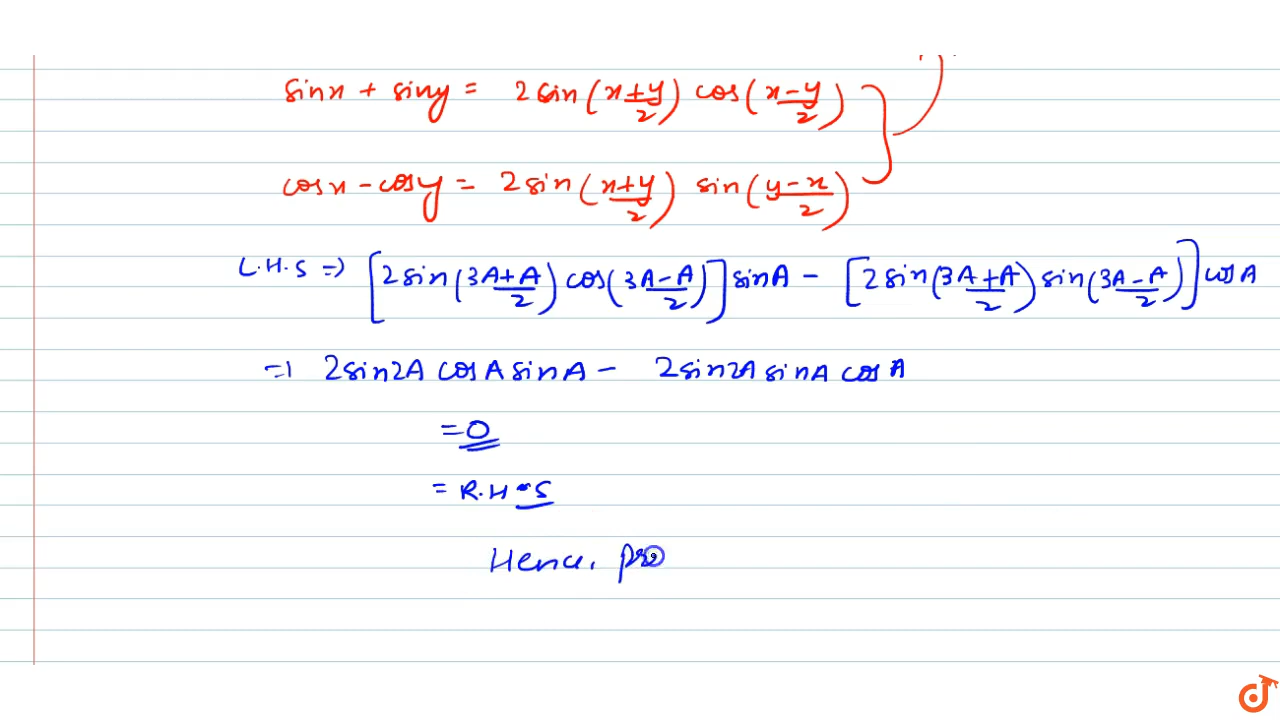 sinx + siny = 2sin(x+y/2) cos(x-y/2)
cosx - cosy = 2sin(x+y/2) sin(y-x/2)
L.H.S => [2sin(3A+A/2) cos(3A-A/2)] sinA - [2sin(3A+A/2) sin(3A-A/2)] cosA
=> 2sin2A cosA sinA - 2sin2A sinA cosA
= 0
= R.H.S
Hence,